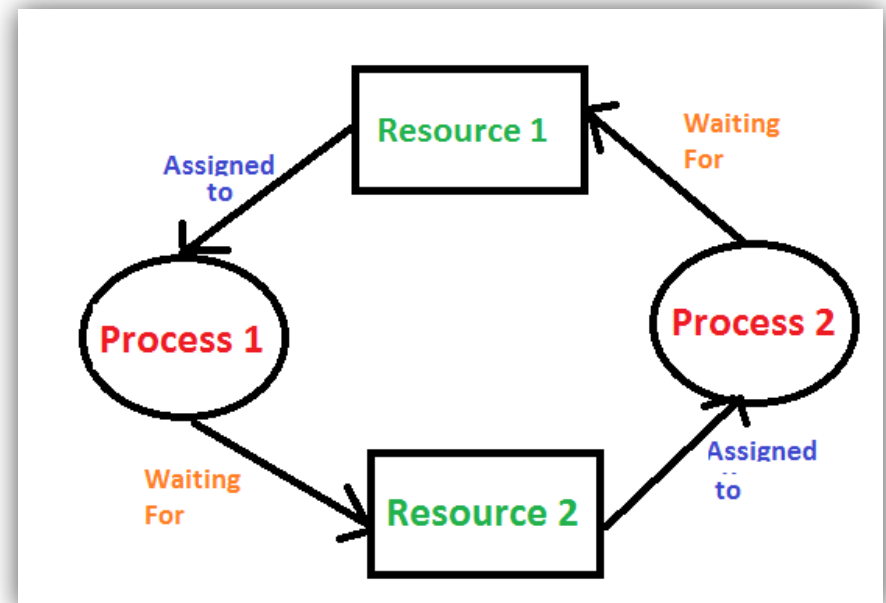 Resource 1
Waiting
For
Assigned
to
Process 1
Process 2
Waiting
For
Resource 2
Assigned
to